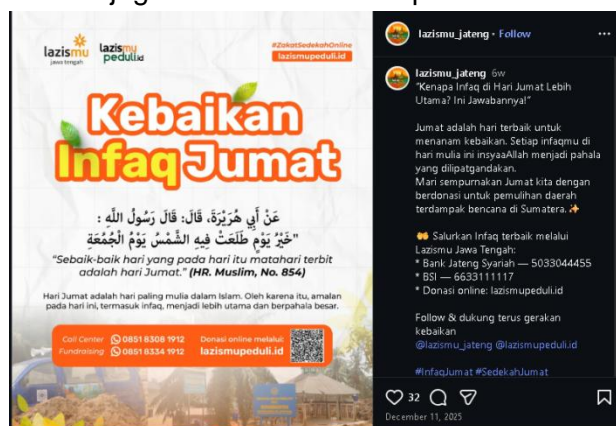 lazismu
jawa tengah
lazismu
peduli.id
#ZakatSedekahOnline
lazismupeduli.id
Kebaikan
Infaq Jumat
عَنْ أَبِي هُرَيْرَةَ، قَالَ: قَالَ رَسُولُ اللَّهِ :
"خَيْرُ يَوْمٍ طَلَعَتْ فِيهِ الشَّمْسُ يَوْمُ الْجُمُعَةِ
"Sebaik-baik hari yang pada hari itu matahari terbit
adalah hari Jumat." (HR. Muslim, No. 854)
Hari Jumat adalah hari paling mulia dalam Islam. Oleh karena itu, amalan
pada hari ini, termasuk infaq, menjadi lebih utama dan berpahala besar.
Call Center 0851 8308 1912
Fundraising 0851 8334 1912
Donasi online melalui:
lazismupeduli.id
lazismu_jateng • Follow
lazismu_jateng 6w
"Kenapa Infaq di Hari Jumat Lebih
Utama? Ini Jawabannya!"
Jumat adalah hari terbaik untuk
menanam kebaikan. Setiap infaqmu di
hari mulia ini insyaaAllah menjadi pahala
yang dilipatgandakan.
Mari sempurnakan Jumat kita dengan
berdonasi untuk pemulihan daerah
terdampak bencana di Sumatera.✨
👐 Salurkan Infaq terbaik melalui
Lazismu Jawa Tengah:
* Bank Jateng Syariah — 5033044455
* BSI — 6633111117
* Donasi online: lazismupeduli.id
Follow & dukung terus gerakan
kebaikan
@lazismu_jateng @lazismupeduli.id
#InfaqJumat #SedekahJumat
32
December 11, 2025